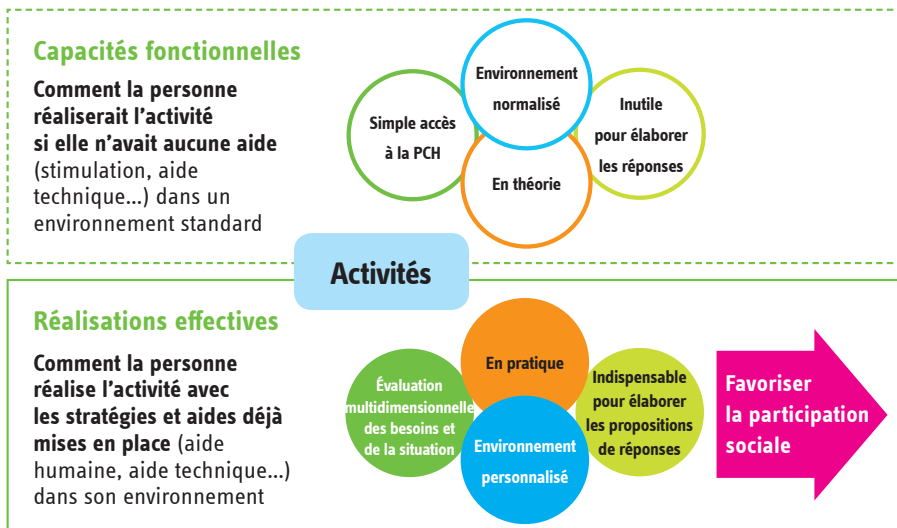 Capacités fonctionnelles
Comment la personne
réaliserait l’activité
si elle n’avait aucune aide
(stimulation, aide
technique...) dans un
environnement standard
Simple accès
à la PCH
Environnement
normalisé
En théorie
Inutile
pour élaborer
les réponses
Activités
Réalisations effectives
Comment la personne
réalise l’activité avec
les stratégies et aides déjà
mises en place (aide
humaine, aide technique...)
dans son environnement
Évaluation
multidimensionnelle
des besoins et
de la situation
En pratique
Environnement
personnalisé
Indispensable
pour élaborer
les propositions
de réponses
Favoriser
la participation
sociale